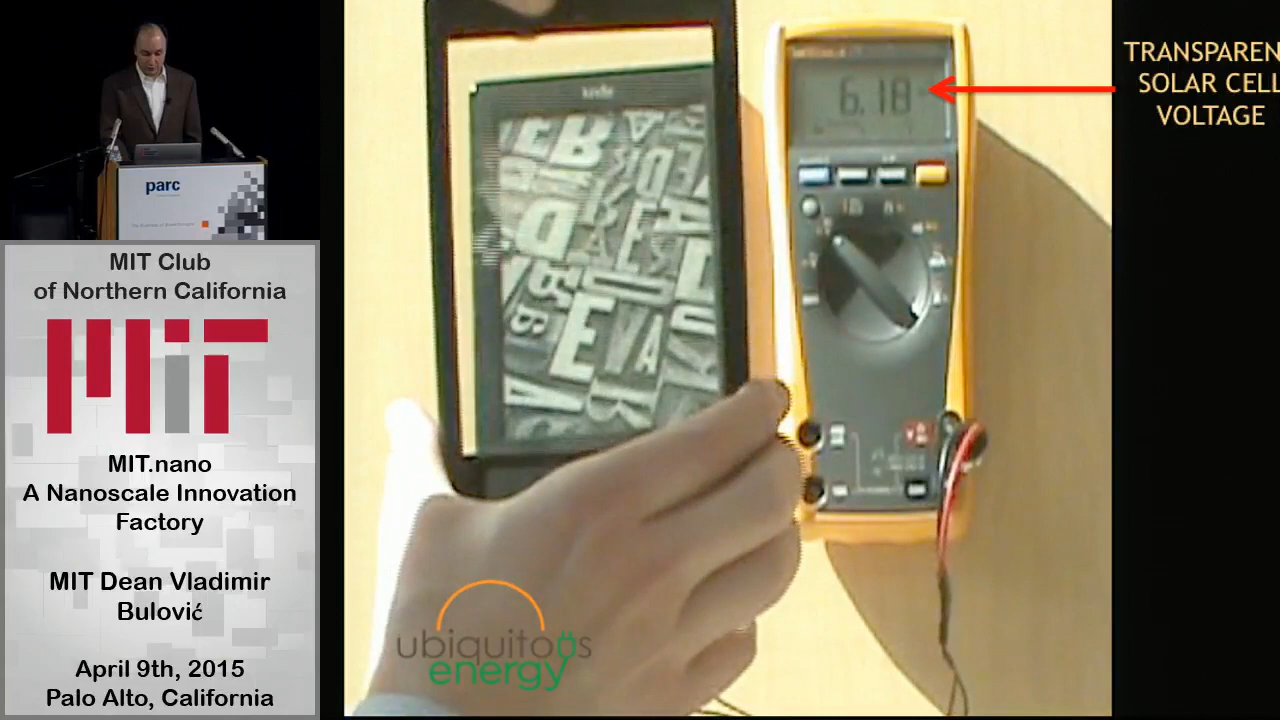 parc
MIT Club
of Northern California
MIT
MIT.nano
A Nanoscale Innovation
Factory
MIT Dean Vladimir
Bulović
April 9th, 2015
Palo Alto, California
kindle
6.18
TRANSPAREN
SOLAR CELL
VOLTAGE
ubiquitous
energy